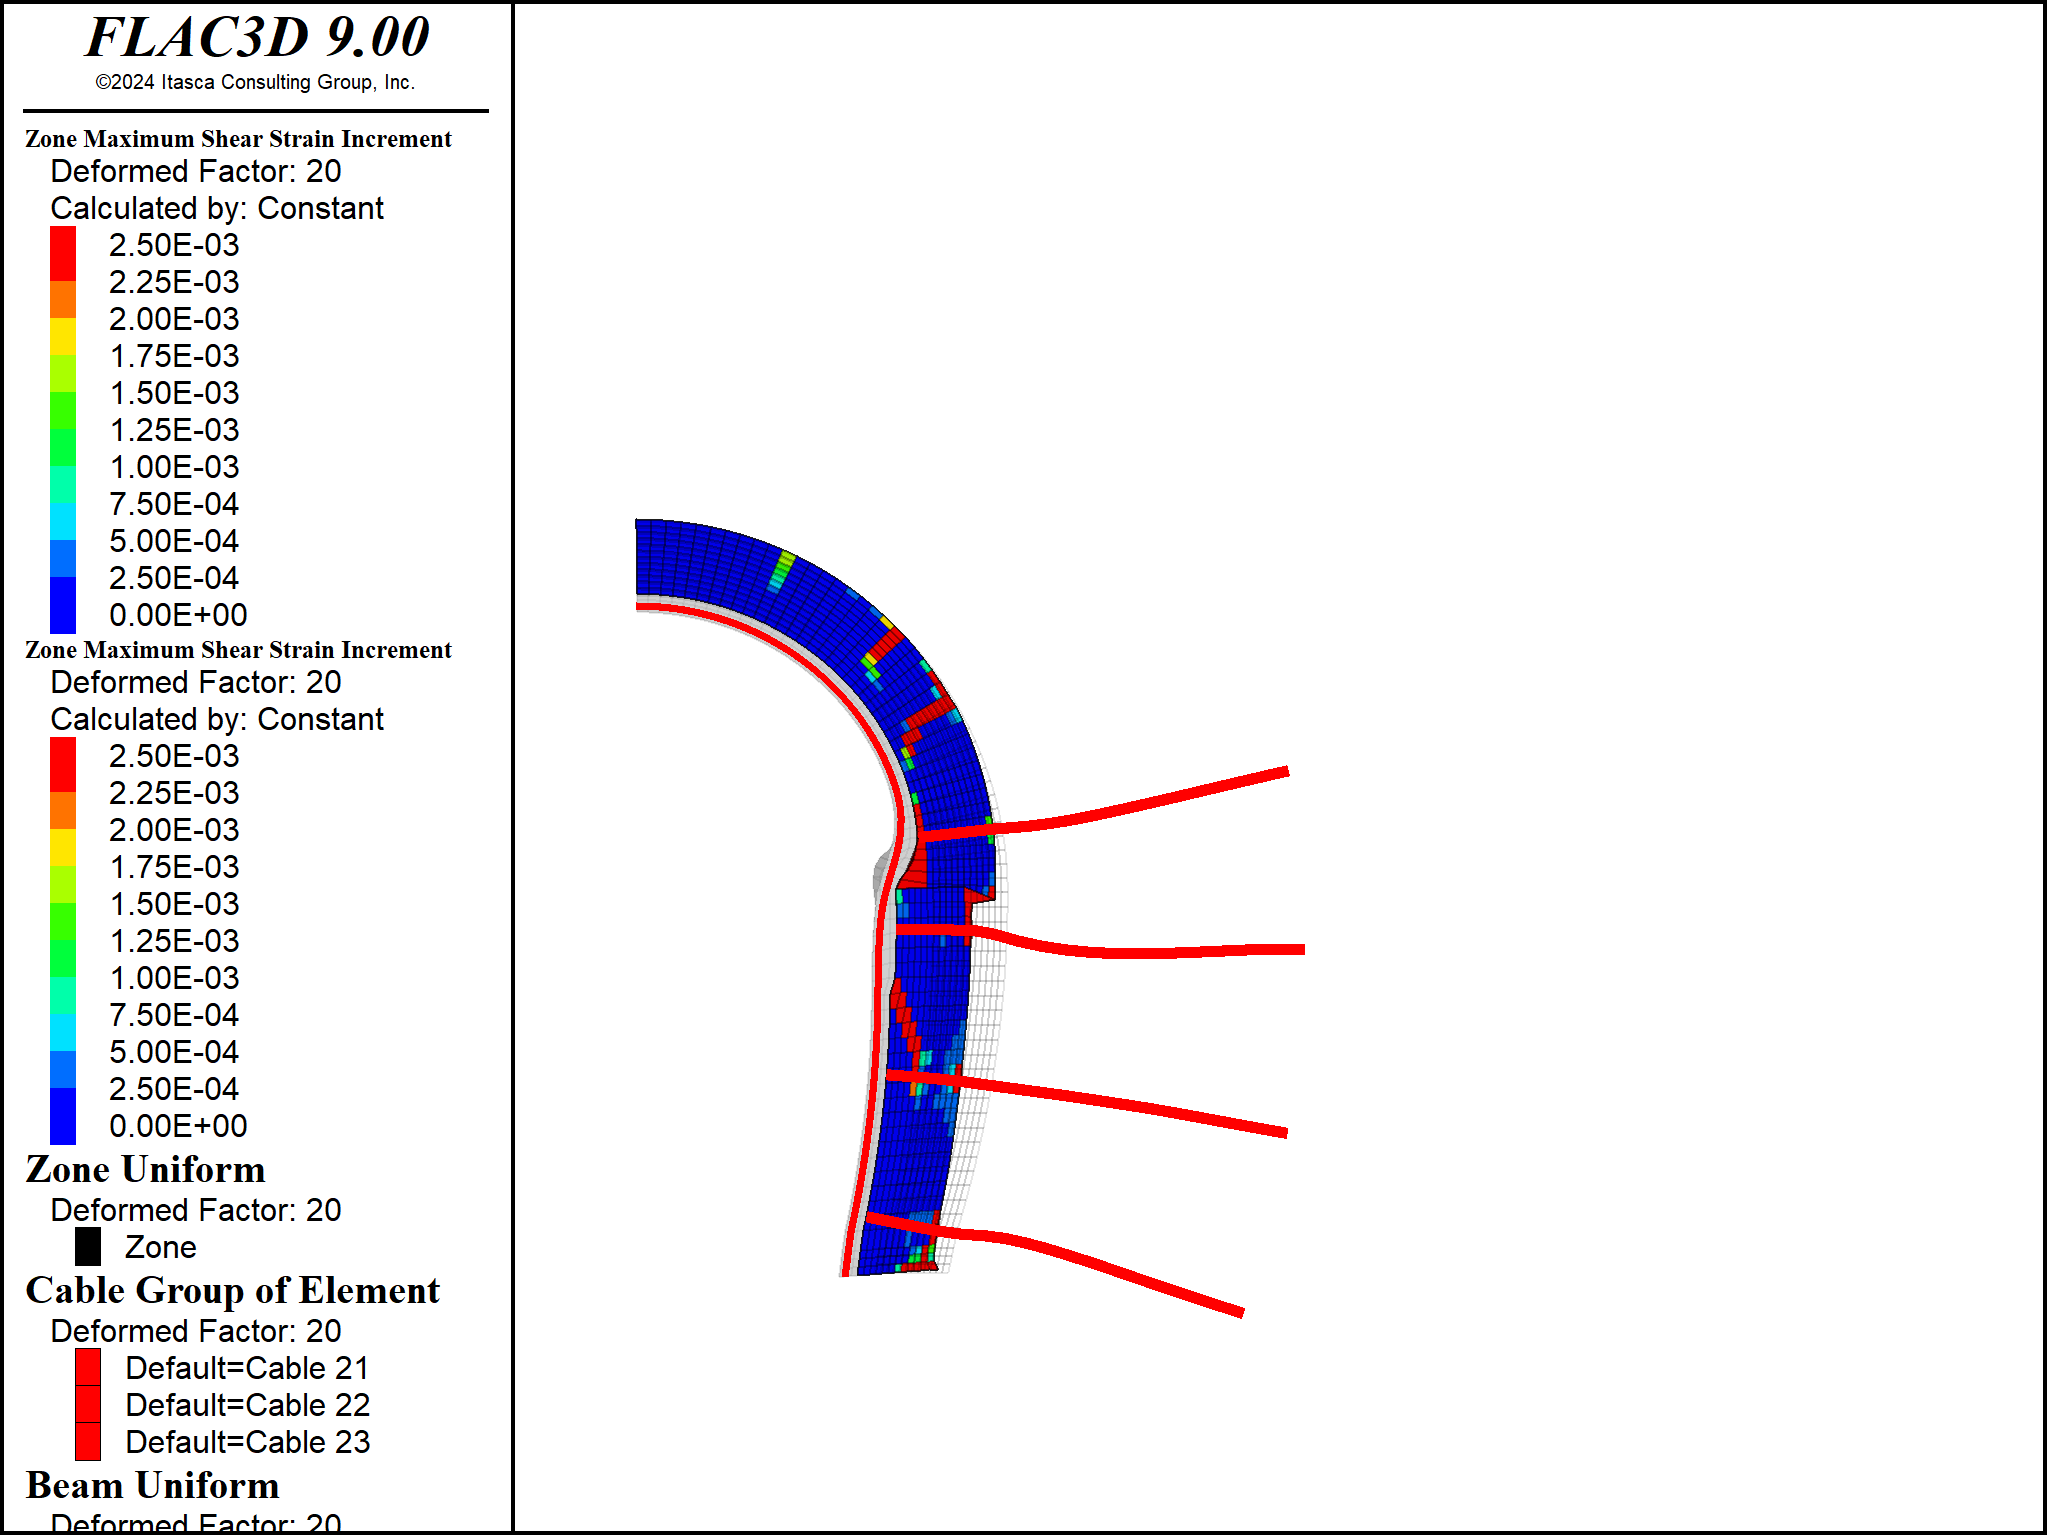 FLAC3D 9.00
©2024 Itasca Consulting Group, Inc.
Zone Maximum Shear Strain Increment
Deformed Factor: 20
Calculated by: Constant
2.50E-03
2.25E-03
2.00E-03
1.75E-03
1.50E-03
1.25E-03
1.00E-03
7.50E-04
5.00E-04
2.50E-04
0.00E+00
Zone Maximum Shear Strain Increment
Deformed Factor: 20
Calculated by: Constant
2.50E-03
2.25E-03
2.00E-03
1.75E-03
1.50E-03
1.25E-03
1.00E-03
7.50E-04
5.00E-04
2.50E-04
0.00E+00
Zone Uniform
Deformed Factor: 20
Zone
Cable Group of Element
Deformed Factor: 20
Default=Cable 21
Default=Cable 22
Default=Cable 23
Beam Uniform
Deformed Factor: 20